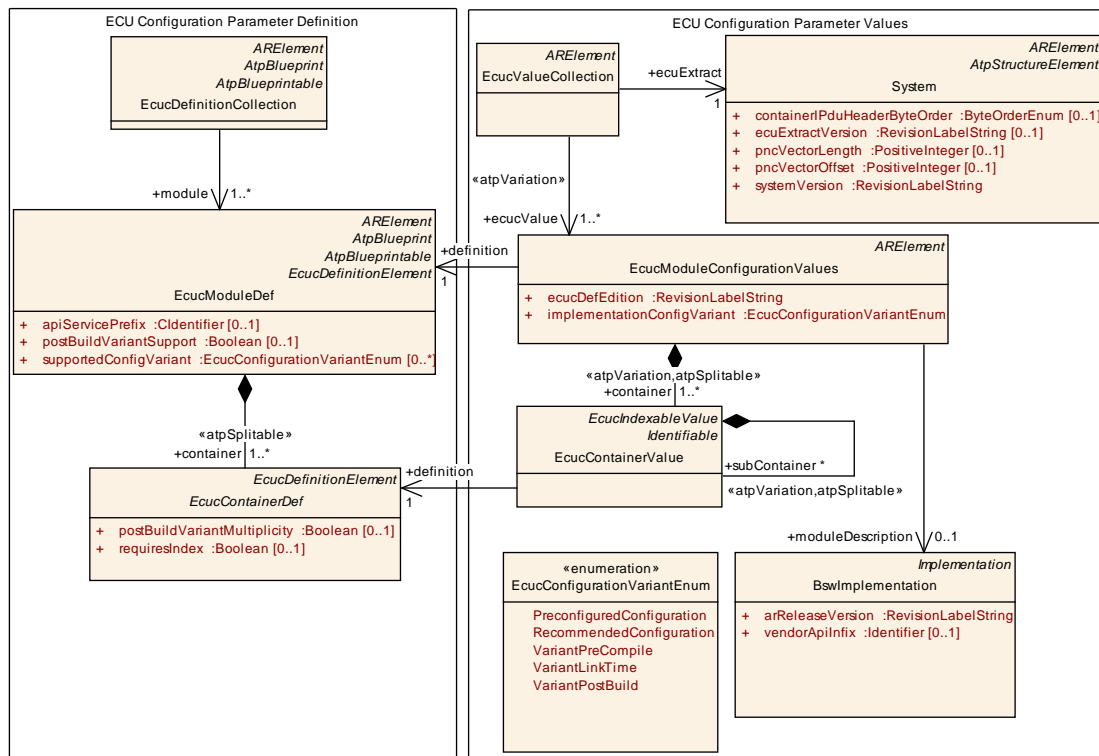 ECU Configuration Parameter Definition
ARElement
AtpBlueprint
AtpBlueprintable
EcucDefinitionCollection
+module
1..*
ARElement
AtpBlueprint
AtpBlueprintable
EcucDefinitionElement
EcucModuleDef
+ apiServicePrefix :CIdentifier [0..1]
+ postBuildVariantSupport :Boolean [0..1]
+ supportedConfigVariant :EcucConfigurationVariantEnum [0..*]
«atpSplitable»
+container
1..*
EcucDefinitionElement
EcucContainerDef
+ postBuildVariantMultiplicity :Boolean [0..1]
+ requiresIndex :Boolean [0..1]
ECU Configuration Parameter Values
ARElement
EcucValueCollection
+ecuExtract
1
ARElement
AtpStructureElement
System
+ containerIPduHeaderByteOrder :ByteOrderEnum [0..1]
+ ecuExtractVersion :RevisionLabelString [0..1]
+ pncVectorLength :PositiveInteger [0..1]
+ pncVectorOffset :PositiveInteger [0..1]
+ systemVersion :RevisionLabelString
«atpVariation»
+ecucValue
1..*
+definition
1
ARElement
EcucModuleConfigurationValues
+ ecucDefEdition :RevisionLabelString
+ implementationConfigVariant :EcucConfigurationVariantEnum
«atpVariation,atpSplitable»
+container
1..*
EcucIndexableValue
Identifiable
EcucContainerValue
+subContainer *
«atpVariation,atpSplitable»
+definition
1
+moduleDescription
0..1
«enumeration»
EcucConfigurationVariantEnum
PreconfiguredConfiguration
RecommendedConfiguration
VariantPreCompile
VariantLinkTime
VariantPostBuild
Implementation
BswImplementation
+ arReleaseVersion :RevisionLabelString
+ vendorApiInfix :Identifier [0..1]